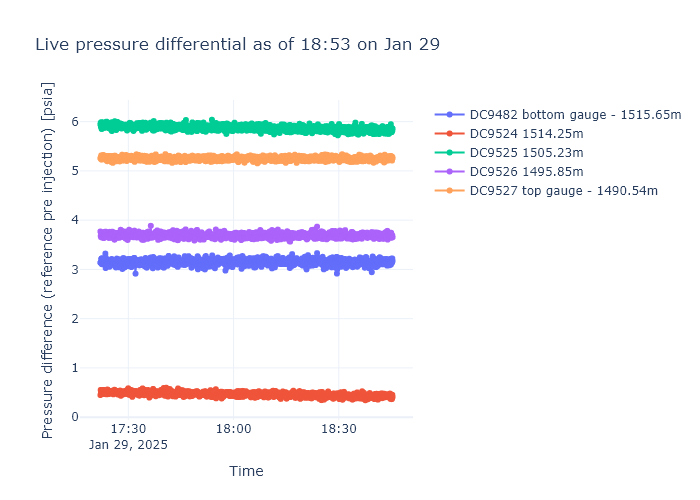 Live pressure differential as of 18:53 on Jan 29
Pressure difference (reference pre injection) [psia]
6
5
4
3
2
1
0
17:30
Jan 29, 2025
18:00
18:30
Time
DC9482 bottom gauge - 1515.65m
DC9524 1514.25m
DC9525 1505.23m
DC9526 1495.85m
DC9527 top gauge - 1490.54m